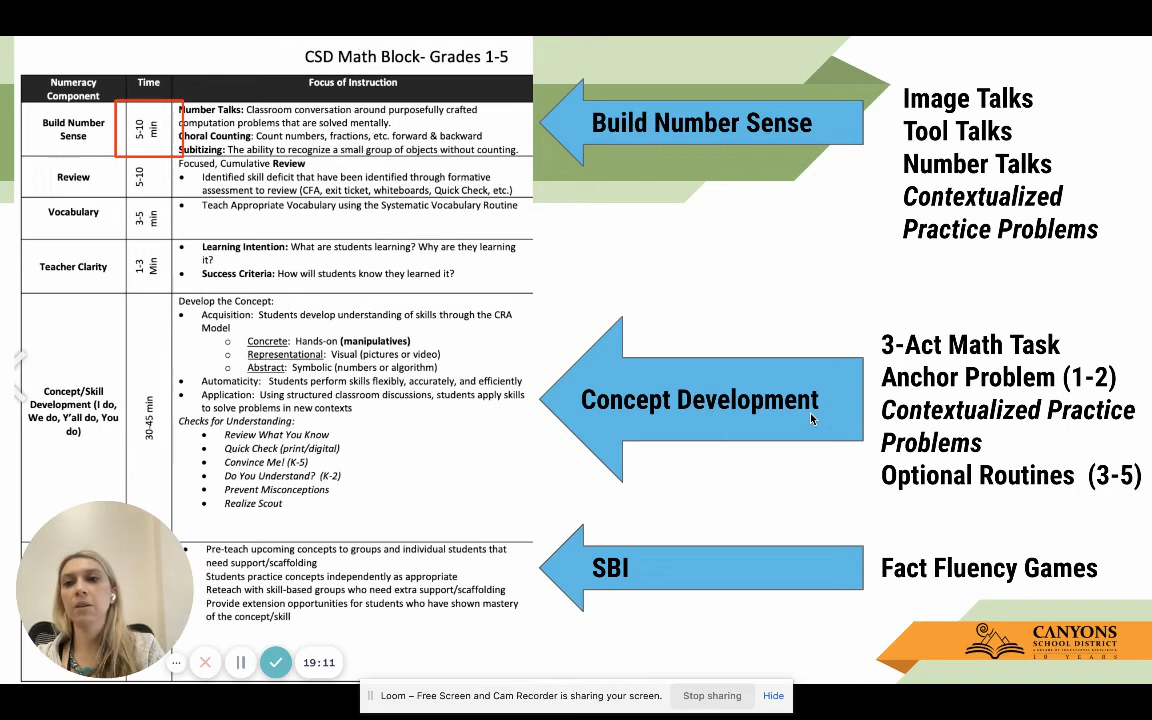 CSD Math Block- Grades 1-5
Numeracy
Component
Time
Focus of Instruction
Build Number
Sense
5-10
min
Number Talks: Classroom conversation around purposefully crafted
computation problems that are solved mentally.
Choral Counting: Count numbers, fractions, etc. forward & backward
Subitizing: The ability to recognize a small group of objects without counting.
Review
5-10
Focused, Cumulative Review
• Identified skill deficit that have been identified through formative
assessment to review (CFA, exit ticket, whiteboards, Quick Check, etc.)
Vocabulary
3-5
min
• Teach Appropriate Vocabulary using the Systematic Vocabulary Routine
Teacher Clarity
1-3
Min
• Learning Intention: What are students learning? Why are they learning
it?
• Success Criteria: How will students know they learned it?
Concept/Skill
Development (I do,
We do, Y'all do, You
do)
30-45 min
Develop the Concept:
• Acquisition: Students develop understanding of skills through the CRA
Model
o Concrete: Hands-on (manipulatives)
o Representational: Visual (pictures or video)
o Abstract: Symbolic (numbers or algorithm)
• Automaticity: Students perform skills flexibly, accurately, and efficiently
• Application: Using structured classroom discussions, students apply skills
to solve problems in new contexts
Checks for Understanding:
• Review What You Know
• Quick Check (print/digital)
• Convince Me! (K-5)
• Do You Understand? (K-2)
• Prevent Misconceptions
• Realize Scout
• Pre-teach upcoming concepts to groups and individual students that
need support/scaffolding
Students practice concepts independently as appropriate
Reteach with skill-based groups who need extra support/scaffolding
Provide extension opportunities for students who have shown mastery
of the concept/skill
Build Number Sense
Image Talks
Tool Talks
Number Talks
Contextualized
Practice Problems
Concept Development
3-Act Math Task
Anchor Problem (1-2)
Contextualized Practice
Problems
Optional Routines (3-5)
SBI
Fact Fluency Games
CANYONS
SCHOOL DISTRICT
10 YEARS
19:11
Loom – Free Screen and Cam Recorder is sharing your screen.
Stop sharing
Hide